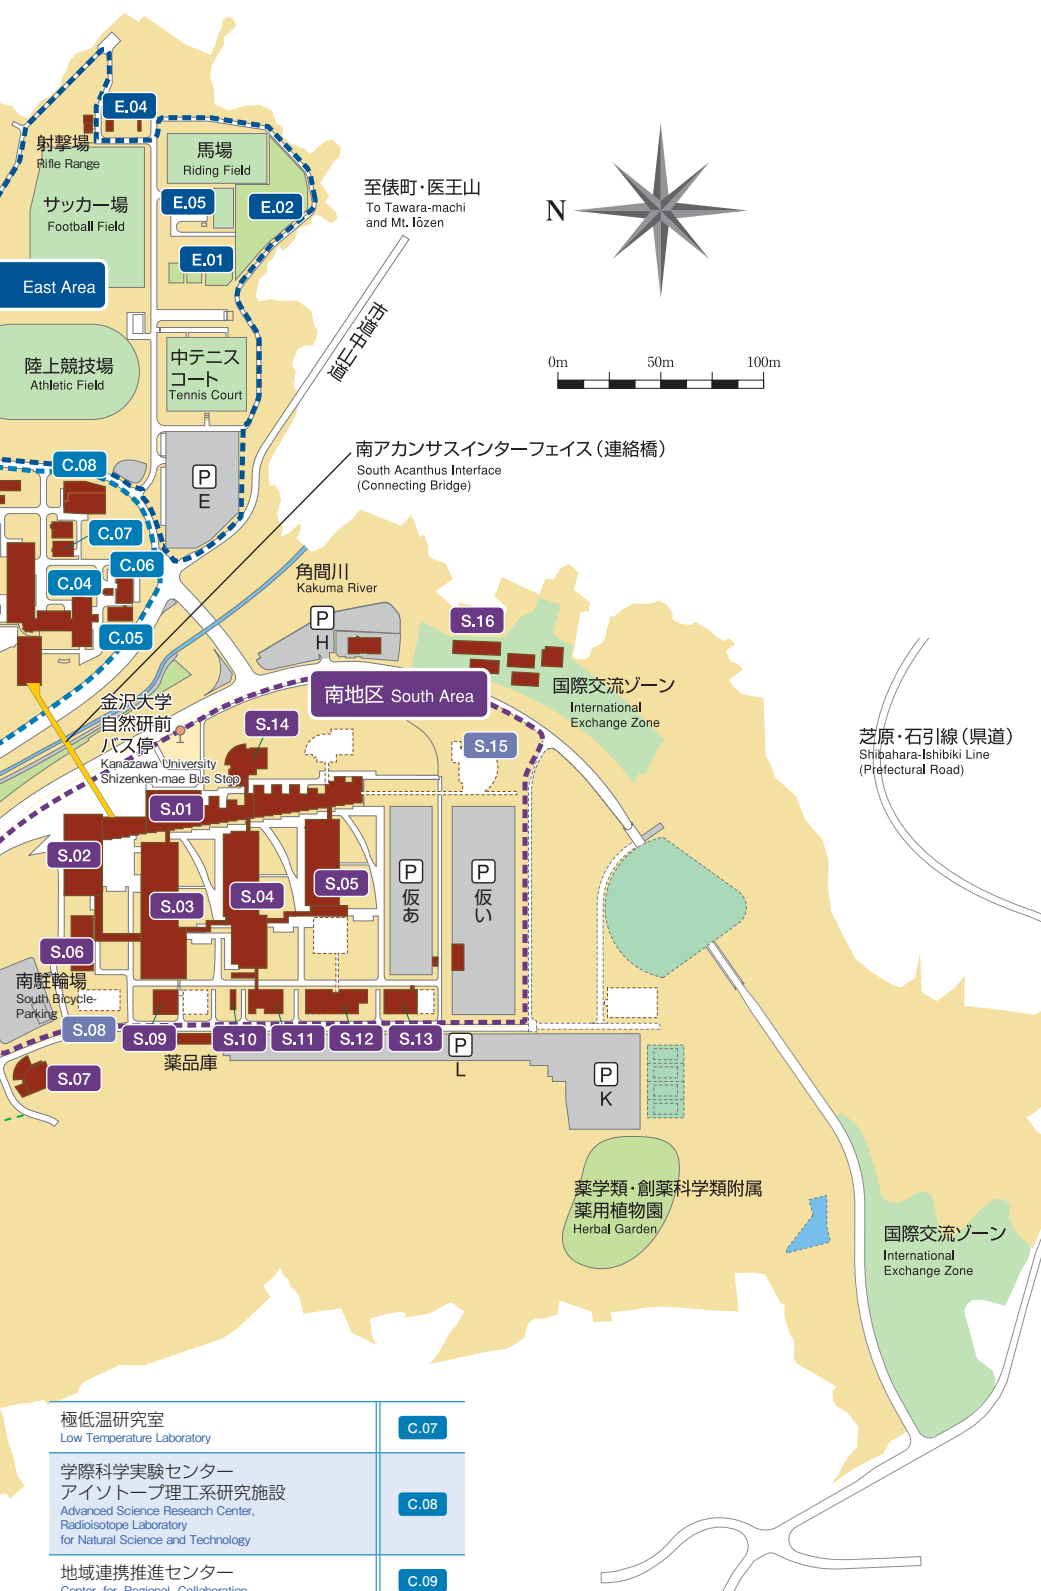 E.04
射撃場
Rifle Range
馬場
Riding Field
サッカー場
Football Field
E.05
E.02
至俵町・医王山
To Tawara-machi
and Mt. Iōzen
N
E.01
East Area
市道中山道
0m 50m 100m
陸上競技場
Athletic Field
中テニス
コート
Tennis Court
南アカンサスインターフェイス(連絡橋)
South Acanthus Interface
(Connecting Bridge)
C.08
P
E
C.07
C.06
C.04
C.05
角間川
Kakuma River
P
H
S.16
南地区 South Area
国際交流ゾーン
International
Exchange Zone
金沢大学
自然研前
バス停
Kanazawa University
Shizenken-mae Bus Stop
S.14
S.15
芝原・石引線(県道)
Shibahara-Ishibiki Line
(Prefectural Road)
S.01
S.02
S.03
S.04
S.05
P
仮あ
P
仮い
S.06
南駐輪場
South Bicycle-
Parking
S.08
S.09
S.10
S.11
S.12
S.13
薬品庫
P
L
S.07
P
K
薬学類・創薬科学類附属
薬用植物園
Herbal Garden
国際交流ゾーン
International
Exchange Zone
極低温研究室
Low Temperature Laboratory
C.07
学際科学実験センター
アイソトープ理工系研究施設
Advanced Science Research Center,
Radioisotope Laboratory
for Natural Science and Technology
C.08
地域連携推進センター
Center for Regional Collaboration
C.09